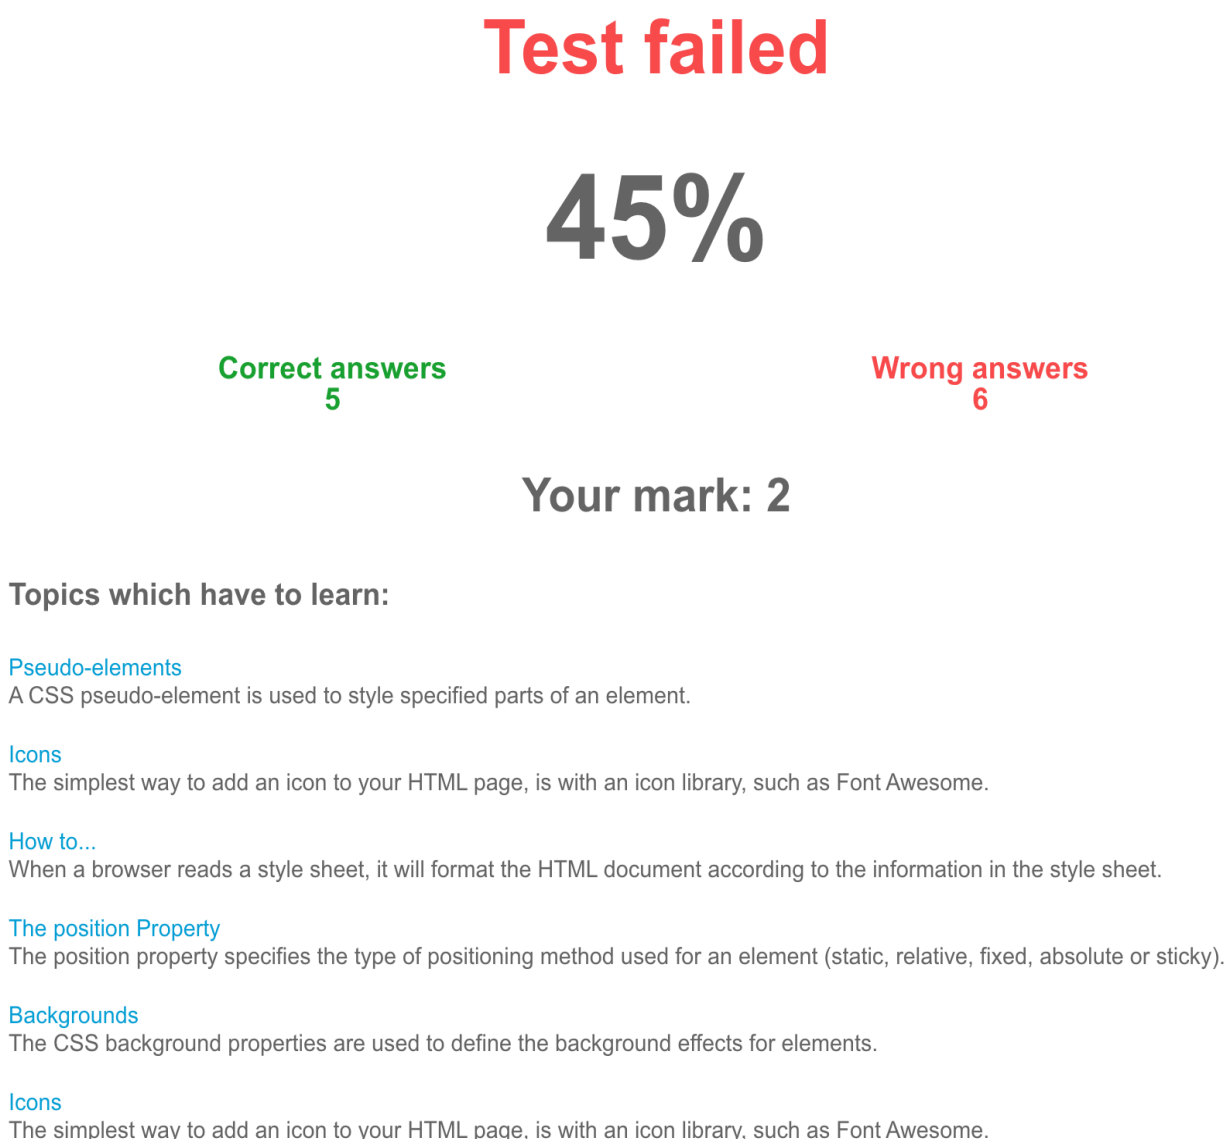 Test failed
45%
Correct answers
5
Wrong answers
6
Your mark: 2
Topics which have to learn:
Pseudo-elements
A CSS pseudo-element is used to style specified parts of an element.
Icons
The simplest way to add an icon to your HTML page, is with an icon library, such as Font Awesome.
How to...
When a browser reads a style sheet, it will format the HTML document according to the information in the style sheet.
The position Property
The position property specifies the type of positioning method used for an element (static, relative, fixed, absolute or sticky).
Backgrounds
The CSS background properties are used to define the background effects for elements.
Icons
The simplest way to add an icon to your HTML page, is with an icon library, such as Font Awesome.